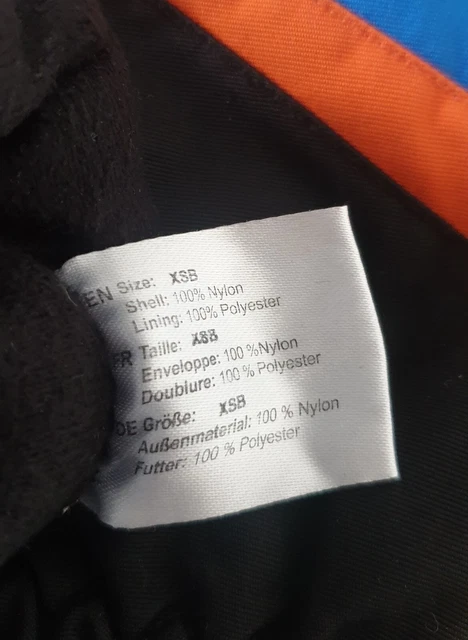 EN Size: XSB
Shell: 100% Nylon
Lining: 100% Polyester
FR Taille: XSB
Enveloppe: 100 %Nylon
Doublure: 100 % Polyester
DE Größe: XSB
Außenmaterial: 100 % Nylon
Futter: 100 % Polyester